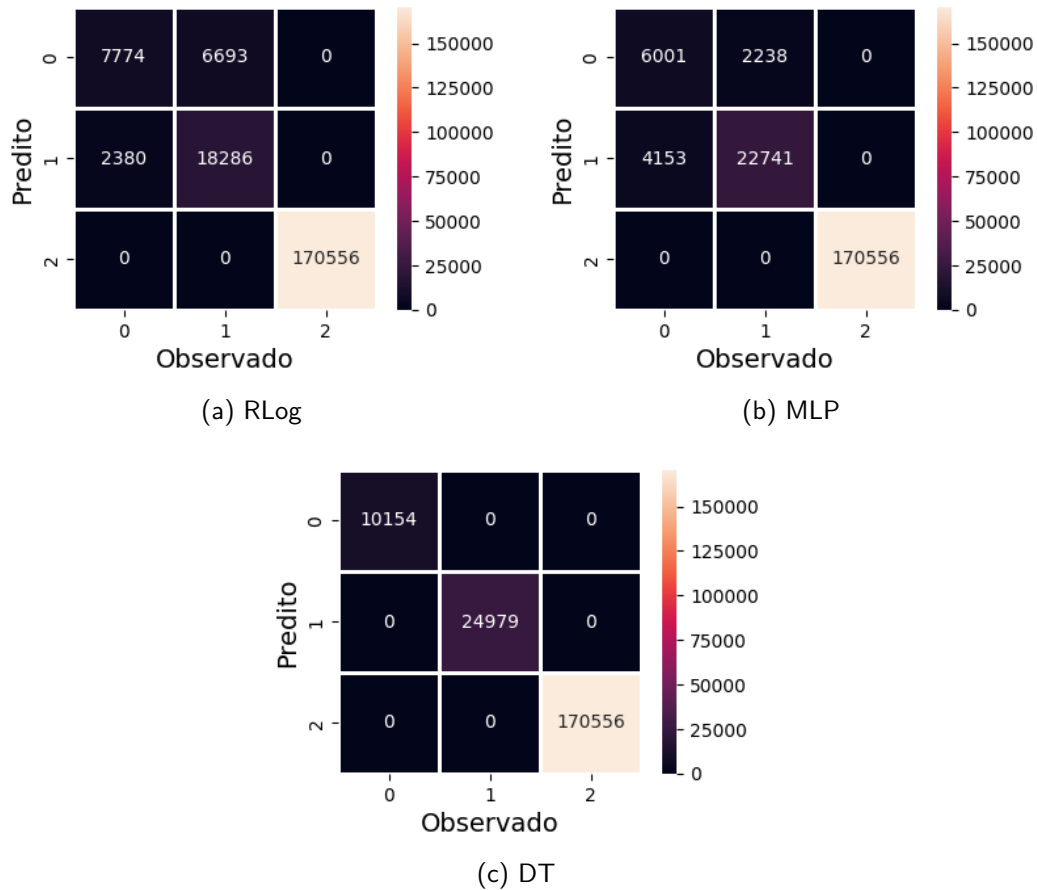 0 7774 6693 0
1 2380 18286 0
2 0 0 170556
0 1 2
Predito
Observado
150000
125000
100000
75000
50000
25000
0
(a) RLog
0 6001 2238 0
1 4153 22741 0
2 0 0 170556
0 1 2
Predito
Observado
150000
125000
100000
75000
50000
25000
0
(b) MLP
0 10154 0 0
1 0 24979 0
2 0 0 170556
0 1 2
Predito
Observado
150000
125000
100000
75000
50000
25000
0
(c) DT